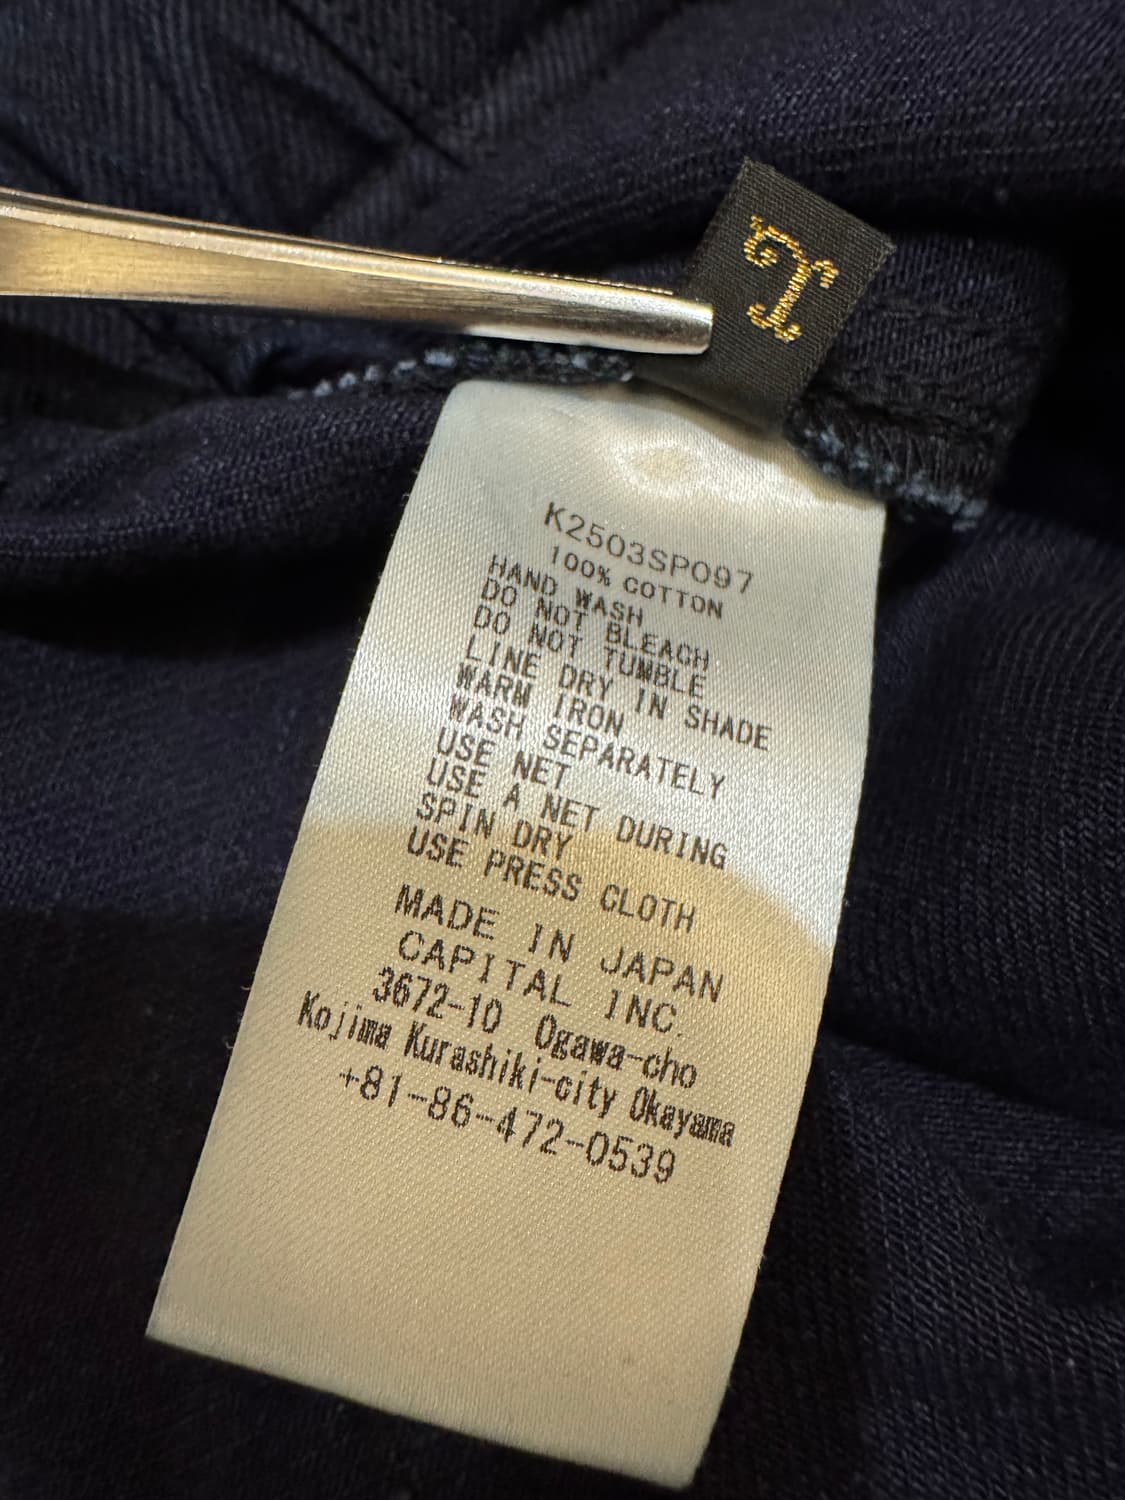 T
K2503SP097
100% COTTON
HAND WASH
DO NOT BLEACH
DO NOT TUMBLE
LINE DRY IN SHADE
WARM IRON
WASH SEPARATELY
USE NET
USE A NET DURING
SPIN DRY
USE PRESS CLOTH
MADE IN JAPAN
CAPITAL INC.
3672-10 Ogawa-cho
Kojima Kurashiki-city Okayama
+81-86-472-0539